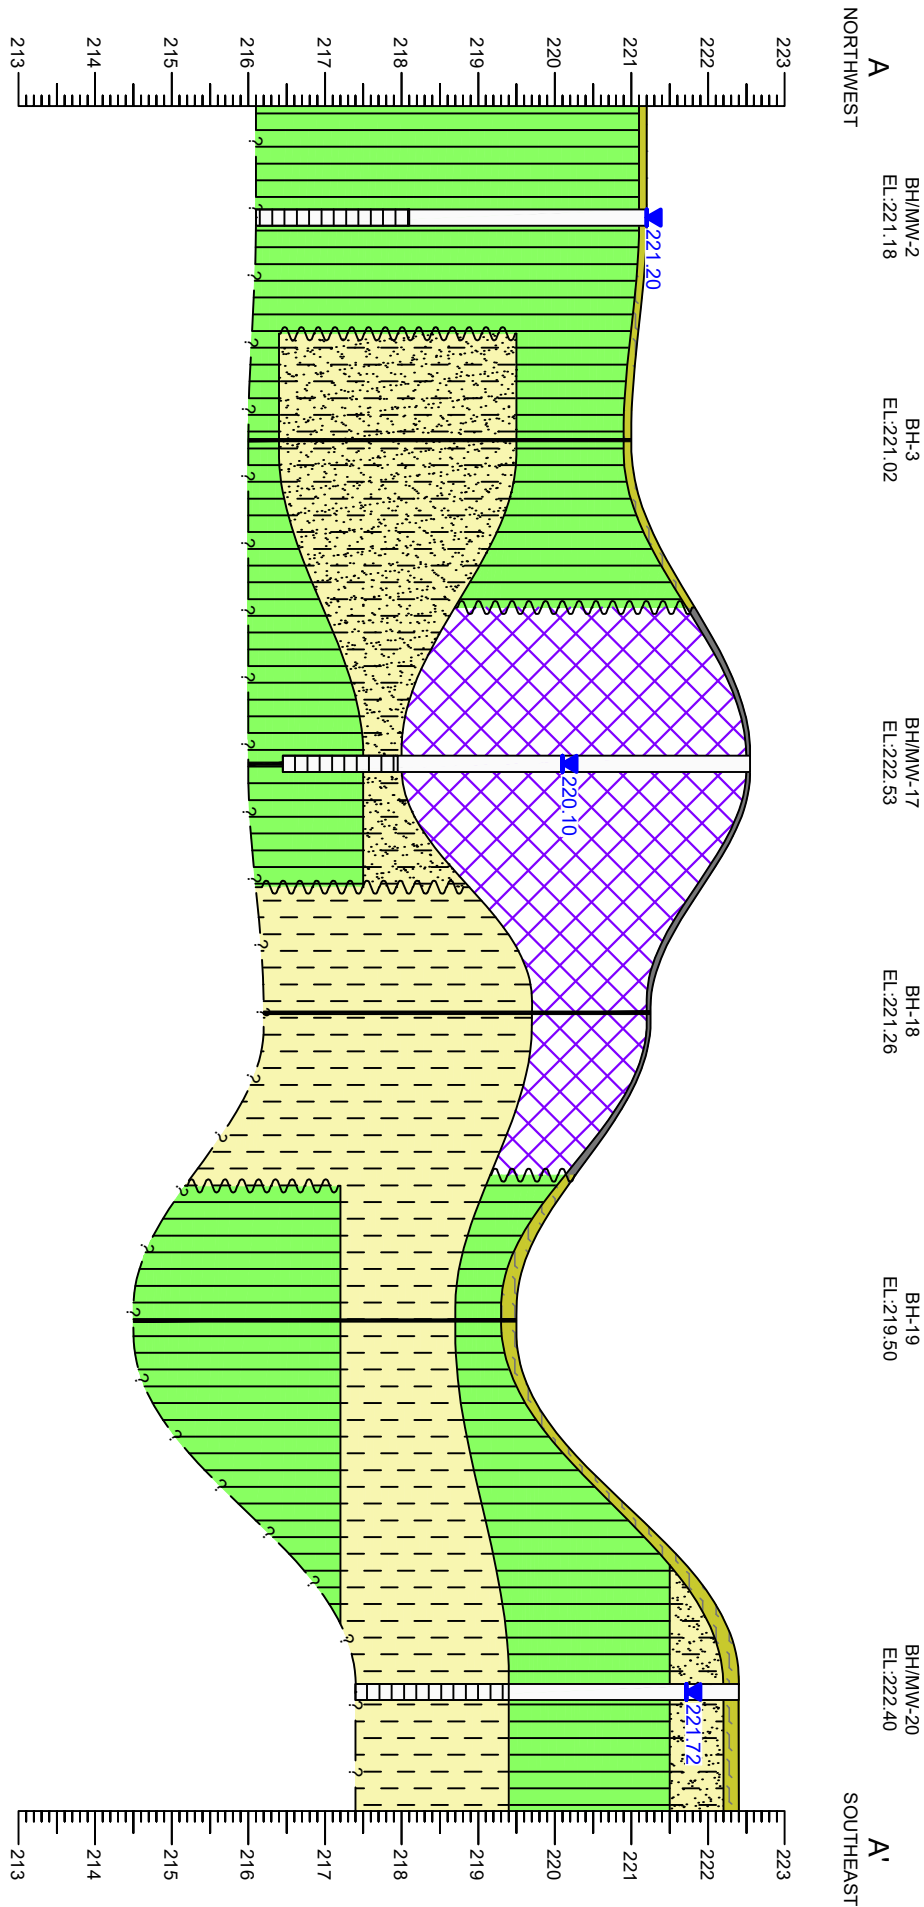 A
NORTHWEST
BH/MW-2
EL:221.18
BH-3
EL:221.02
BH/MW-17
EL:222.53
BH-18
EL:221.26
BH-19
EL:219.50
BH/MW-20
EL:222.40
A'
SOUTHEAST
223
222
221
220
219
218
217
216
215
214
213
221.20
220.10
221.72
223
222
221
220
219
218
217
216
215
214
213
? ? ? ? ? ? ? ? ? ? ? ? ? ? ? ? ? ? ? ? ? ? ? ? ?